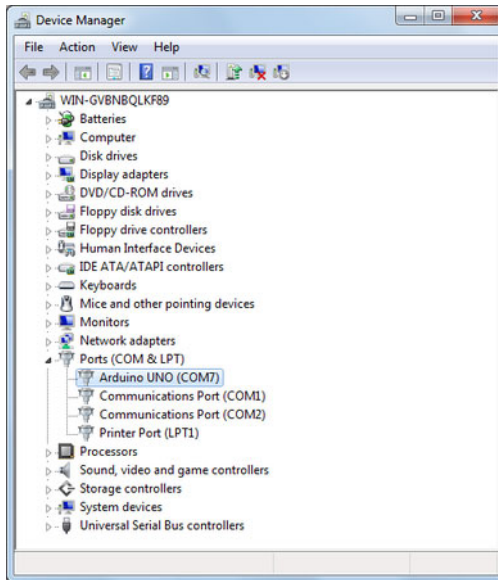 Device Manager
File Action View Help
WIN-GVBNBQLKF89
Batteries
Computer
Disk drives
Display adapters
DVD/CD-ROM drives
Floppy disk drives
Floppy drive controllers
Human Interface Devices
IDE ATA/ATAPI controllers
Keyboards
Mice and other pointing devices
Monitors
Network adapters
Ports (COM & LPT)
Arduino UNO (COM7)
Communications Port (COM1)
Communications Port (COM2)
Printer Port (LPT1)
Processors
Sound, video and game controllers
Storage controllers
System devices
Universal Serial Bus controllers